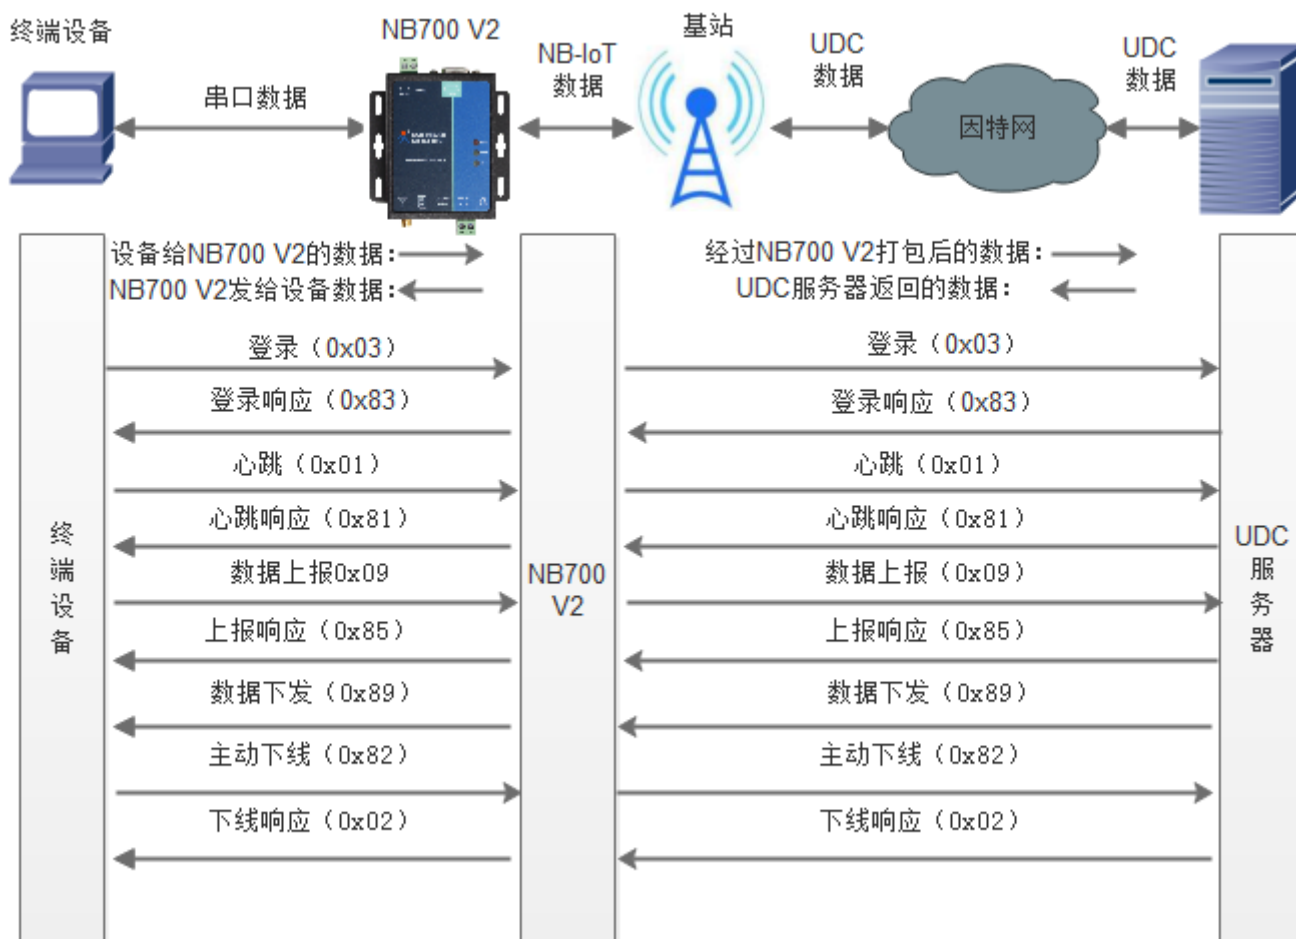 终端设备
NB700 V2
基站
串口数据
NB-IoT
数据
UDC
数据
因特网
UDC
数据
设备给NB700 V2的数据:
NB700 V2发给设备数据:
经过NB700 V2打包后的数据:
UDC服务器返回的数据:
登录（0x03）
登录响应（0x83）
心跳（0x01）
心跳响应（0x81）
数据上报0x09
上报响应（0x85）
数据下发（0x89）
主动下线（0x82）
下线响应（0x02）
登录（0x03）
登录响应（0x83）
心跳（0x01）
心跳响应（0x81）
数据上报（0x09）
上报响应（0x85）
数据下发（0x89）
主动下线（0x82）
下线响应（0x02）
终
端
设
备
NB700
V2
UDC
服
务
器